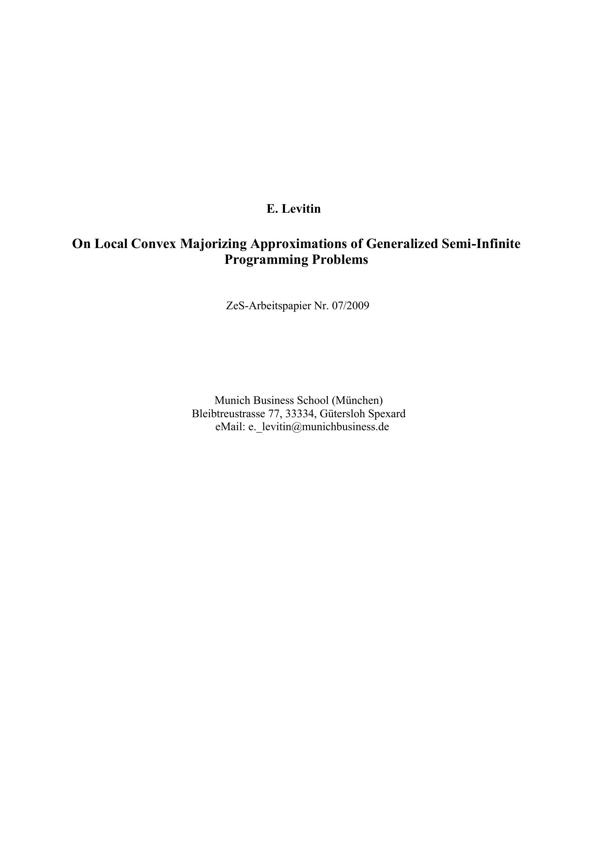 E. Levitin
On Local Convex Majorizing Approximations of Generalized Semi-Infinite
Programming Problems
ZeS-Arbeitspapier Nr. 07/2009
Munich Business School (München)
Bleibtreustrasse 77, 33334, Gütersloh Spexard
eMail: e._levitin@munichbusiness.de